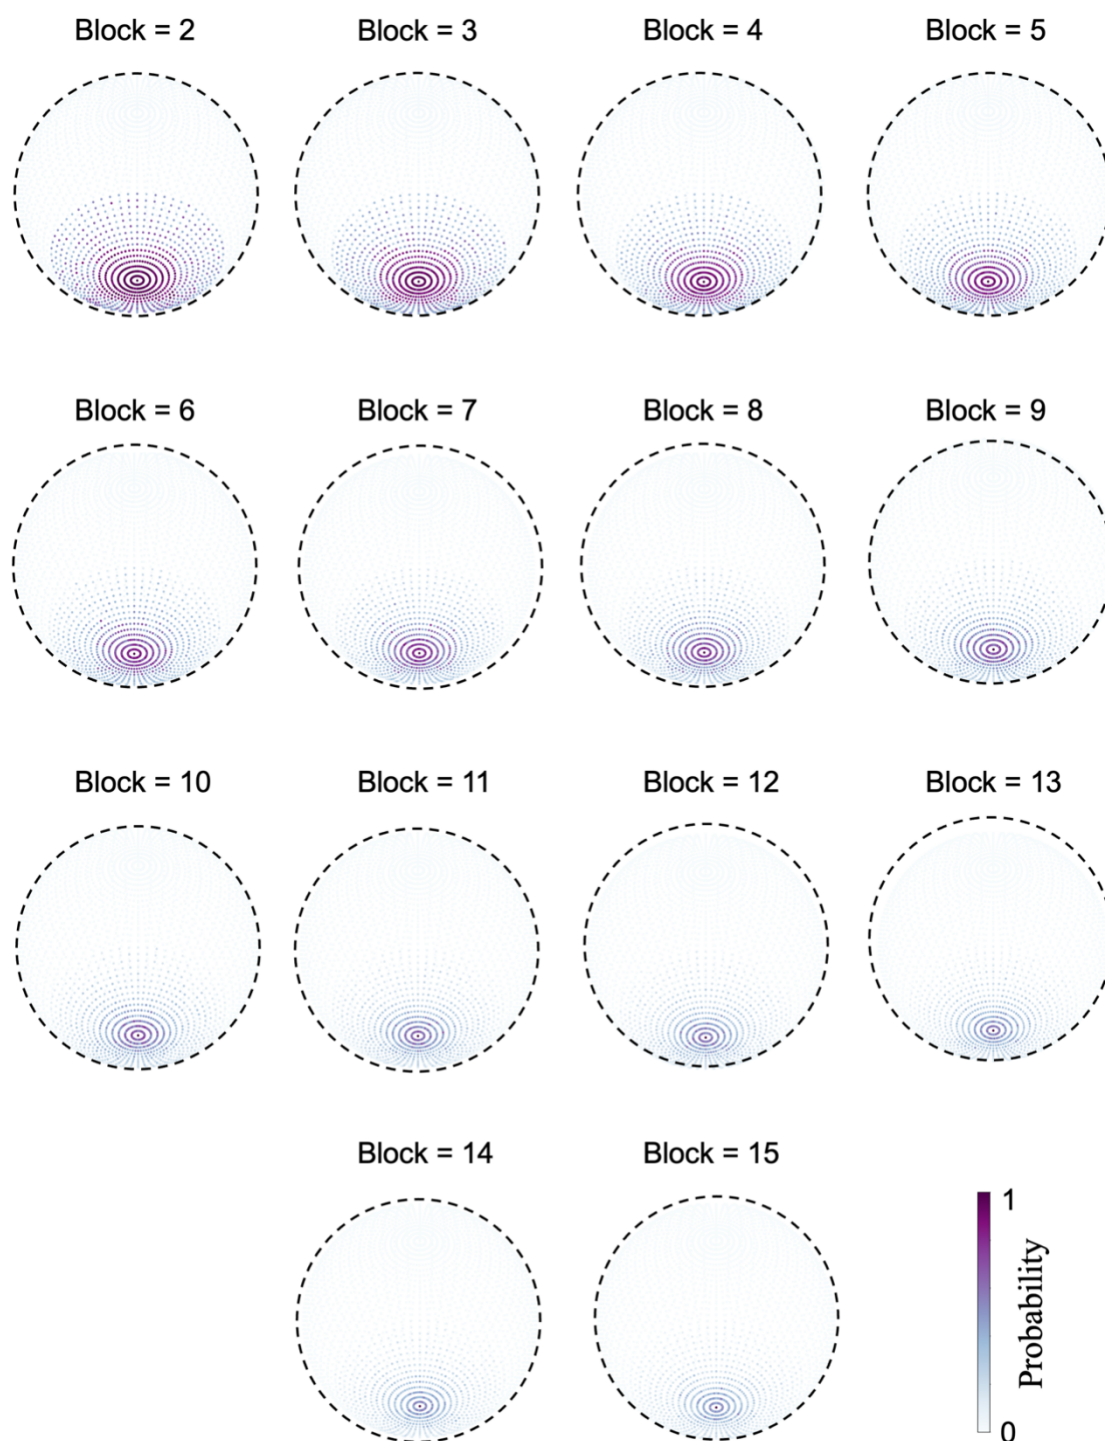 Block = 2
Block = 3
Block = 4
Block = 5
Block = 6
Block = 7
Block = 8
Block = 9
Block = 10
Block = 11
Block = 12
Block = 13
Block = 14
Block = 15
1
Probability
0